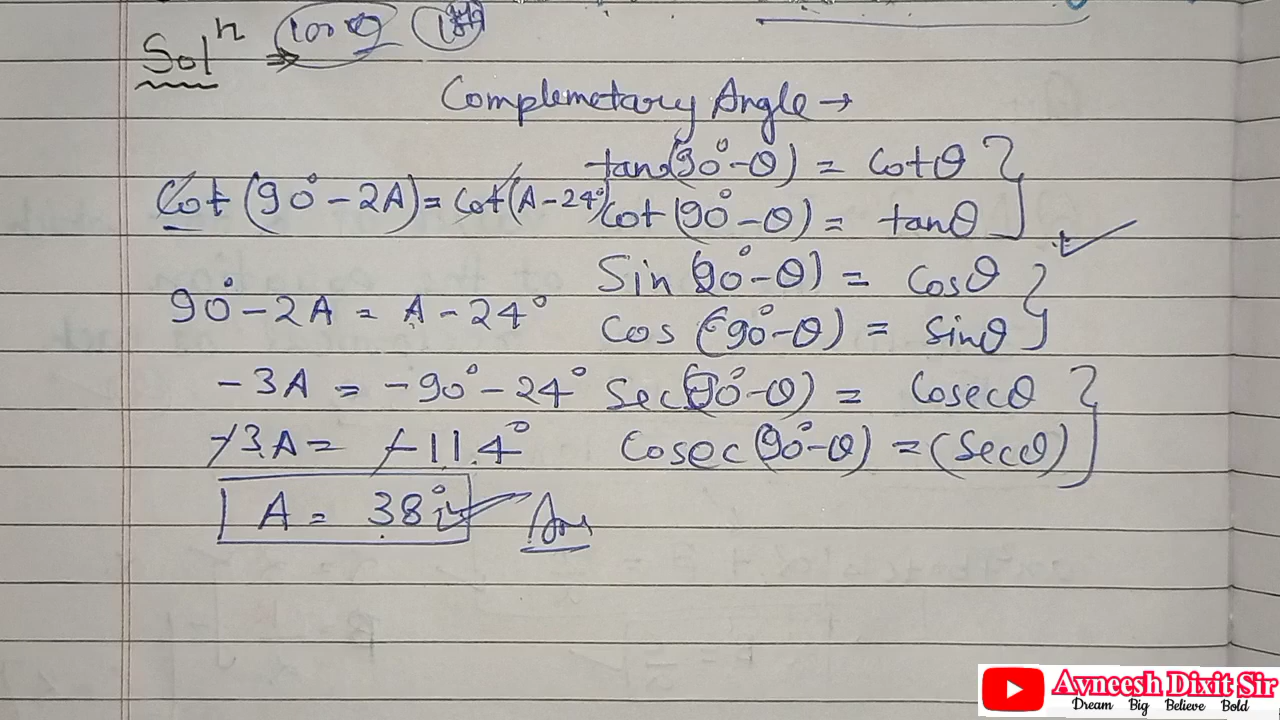 Solⁿ ⇒
Complemetary Angle →
tan(90°-θ) = Cotθ
Cot (90° - 2A) = Cot (A - 24°)
Cot (90° - θ) = tanθ
Sin (90° - θ) = Cosθ
90° - 2A = A - 24°
Cos (90° - θ) = Sinθ
-3A = -90° - 24°
Sec (90° - θ) = Cosecθ
-3A = -114°
Cosec (90° - θ) = (Secθ)
A = 38° Ans
Avneesh Dixit Sir
Dream Big Believe Bold